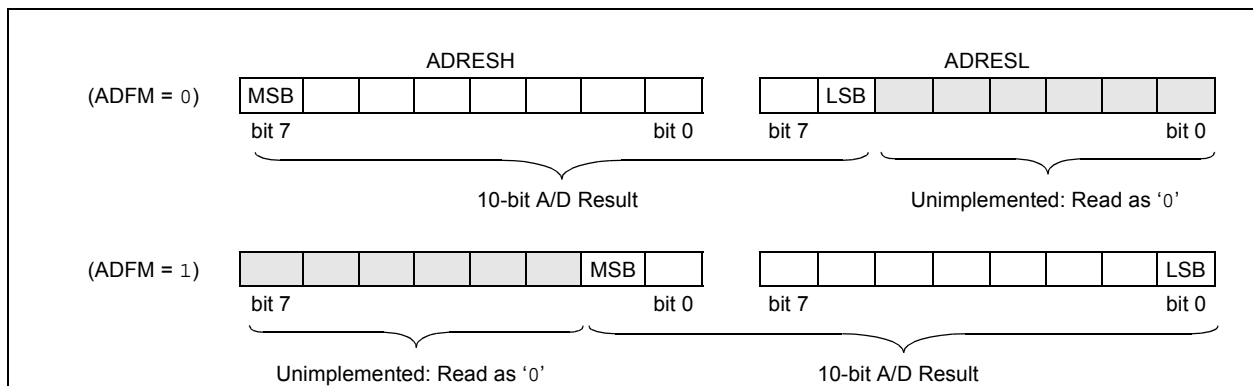 ADRESH ADRESL
(ADFM = 0) MSB LSB
bit 7 bit 0 bit 7 bit 0
10-bit A/D Result Unimplemented: Read as ‘0’
(ADFM = 1) MSB LSB
bit 7 bit 0 bit 7 bit 0
Unimplemented: Read as ‘0’ 10-bit A/D Result